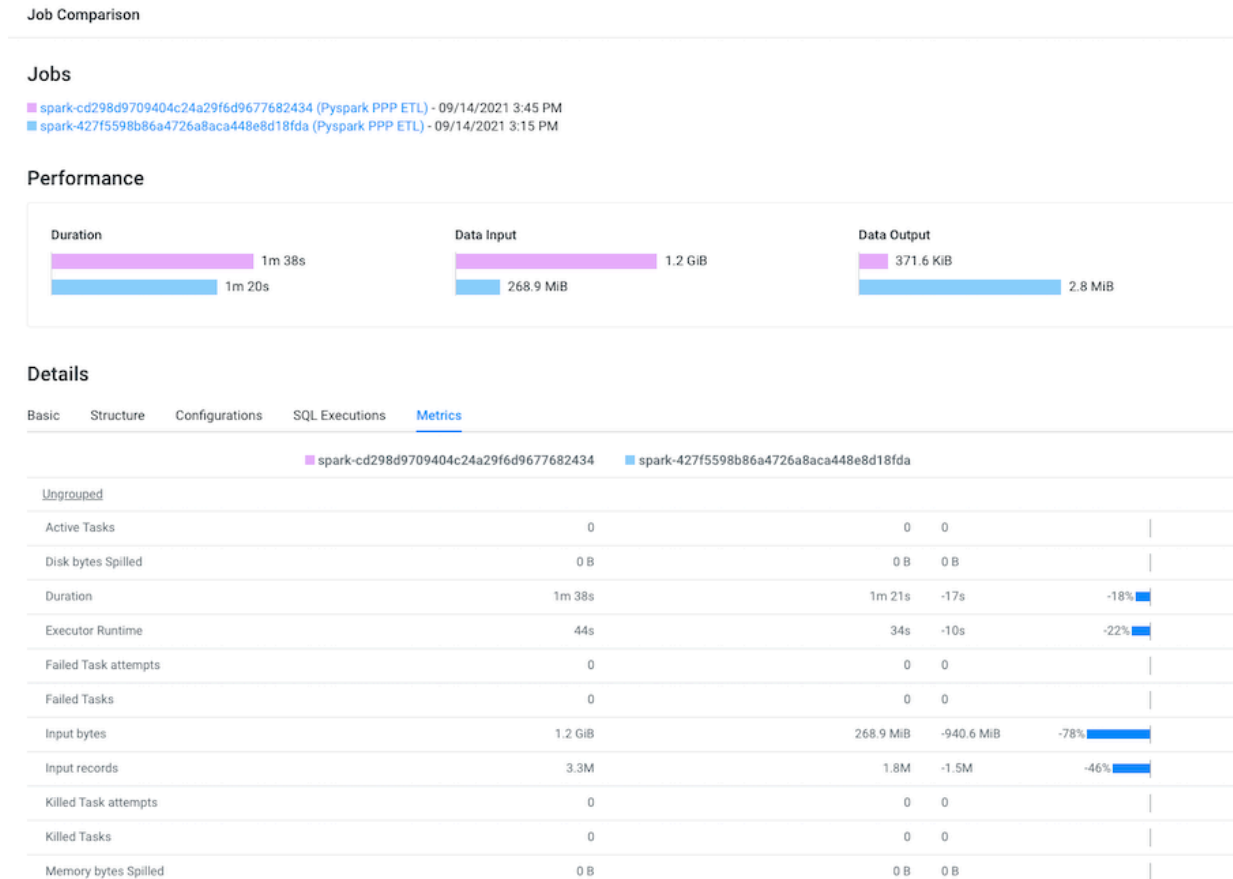 Job Comparison
Jobs
spark-cd298d9709404c24a29f6d9677682434 (Pyspark PPP ETL) - 09/14/2021 3:45 PM
spark-427f5598b86a4726a8aca448e8d18fda (Pyspark PPP ETL) - 09/14/2021 3:15 PM
Performance
Duration Data Input Data Output
1m 38s 1.2 GiB 371.6 KiB
1m 20s 268.9 MiB 2.8 MiB
Details
Basic Structure Configurations SQL Executions Metrics
spark-cd298d9709404c24a29f6d9677682434 spark-427f5598b86a4726a8aca448e8d18fda
Ungrouped
Active Tasks 0 0 0
Disk bytes Spilled 0 B 0 B 0 B
Duration 1m 38s 1m 21s -17s -18%
Executor Runtime 44s 34s -10s -22%
Failed Task attempts 0 0 0
Failed Tasks 0 0 0
Input bytes 1.2 GiB 268.9 MiB -940.6 MiB -78%
Input records 3.3M 1.8M -1.5M -46%
Killed Task attempts 0 0 0
Killed Tasks 0 0 0
Memory bytes Spilled 0 B 0 B 0 B